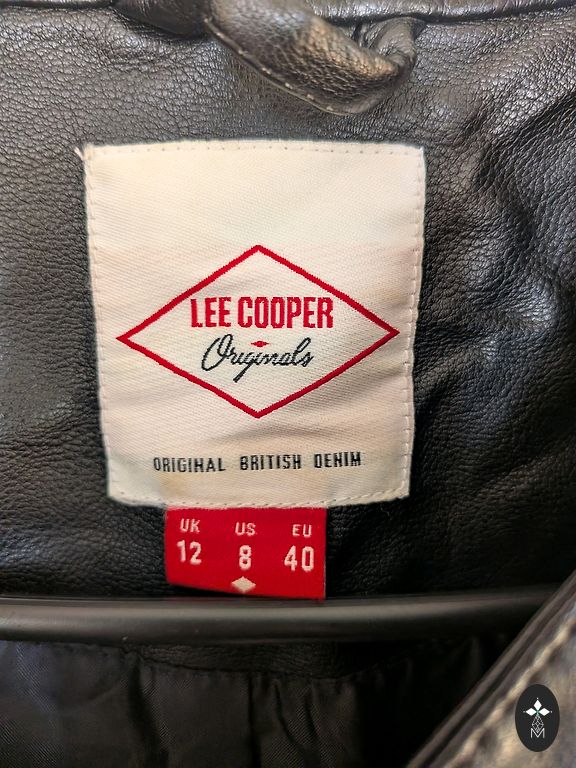 LEE COOPER
Originals
ORIGINAL BRITISH DENIM
UK US EU
12 8 40
M